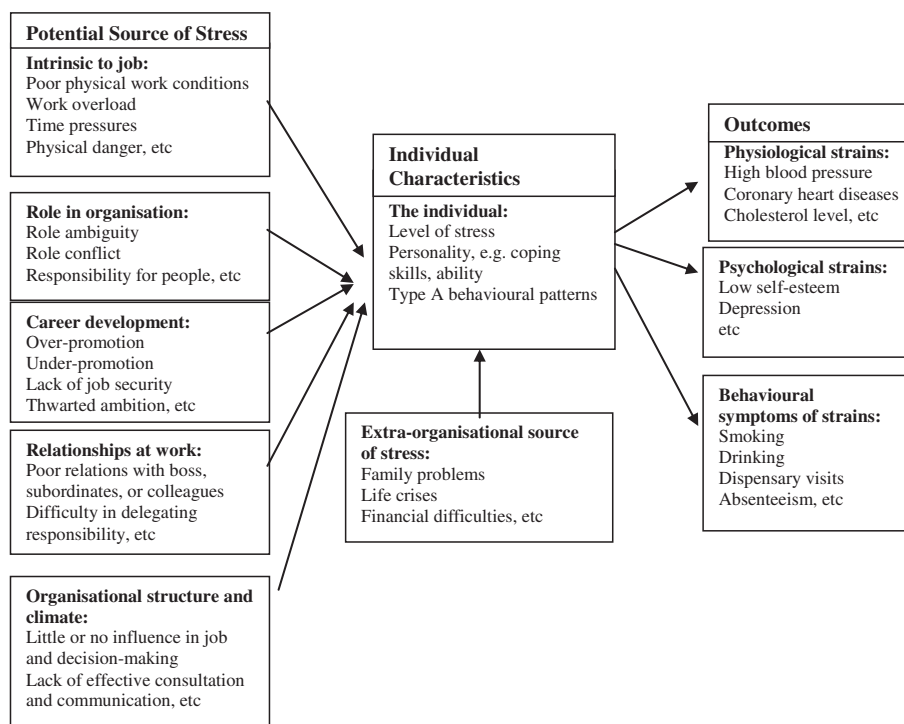 Potential Source of Stress
Intrinsic to job:
Poor physical work conditions
Work overload
Time pressures
Physical danger, etc
Role in organisation:
Role ambiguity
Role conflict
Responsibility for people, etc
Career development:
Over-promotion
Under-promotion
Lack of job security
Thwarted ambition, etc
Relationships at work:
Poor relations with boss,
subordinates, or colleagues
Difficulty in delegating
responsibility, etc
Organisational structure and
climate:
Little or no influence in job
and decision-making
Lack of effective consultation
and communication, etc
Individual
Characteristics
The individual:
Level of stress
Personality, e.g. coping
skills, ability
Type A behavioural patterns
Extra-organisational source
of stress:
Family problems
Life crises
Financial difficulties, etc
Outcomes
Physiological strains:
High blood pressure
Coronary heart diseases
Cholesterol level, etc
Psychological strains:
Low self-esteem
Depression
etc
Behavioural
symptoms of strains:
Smoking
Drinking
Dispensary visits
Absenteeism, etc